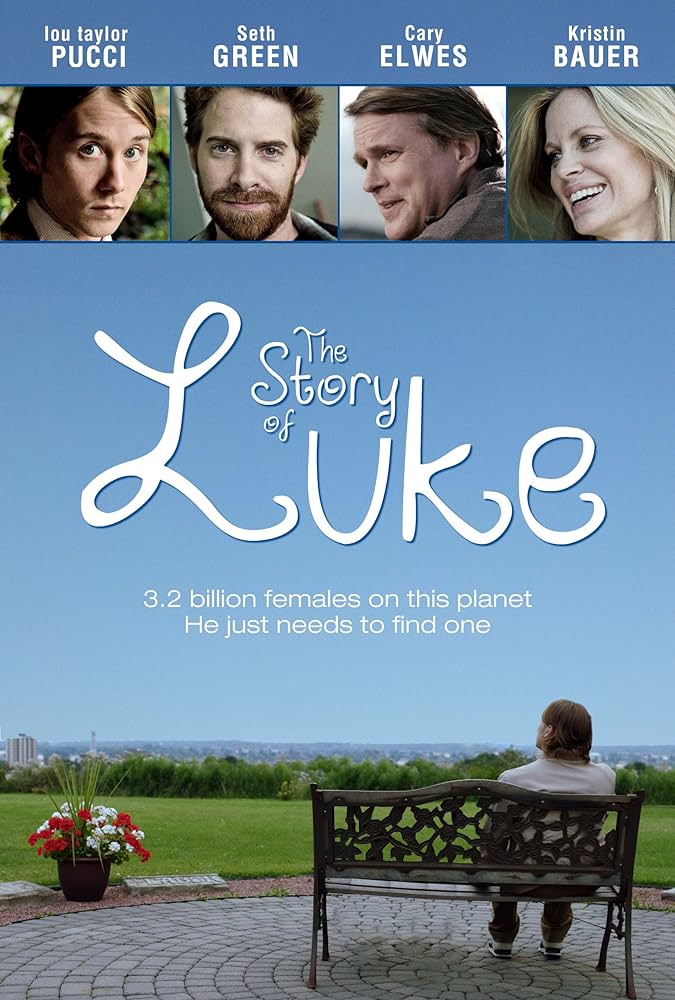 lou taylor PUCCI
Seth GREEN
Cary ELWES
Kristin BAUER
The Story of Luke
3.2 billion females on this planet
He just needs to find one